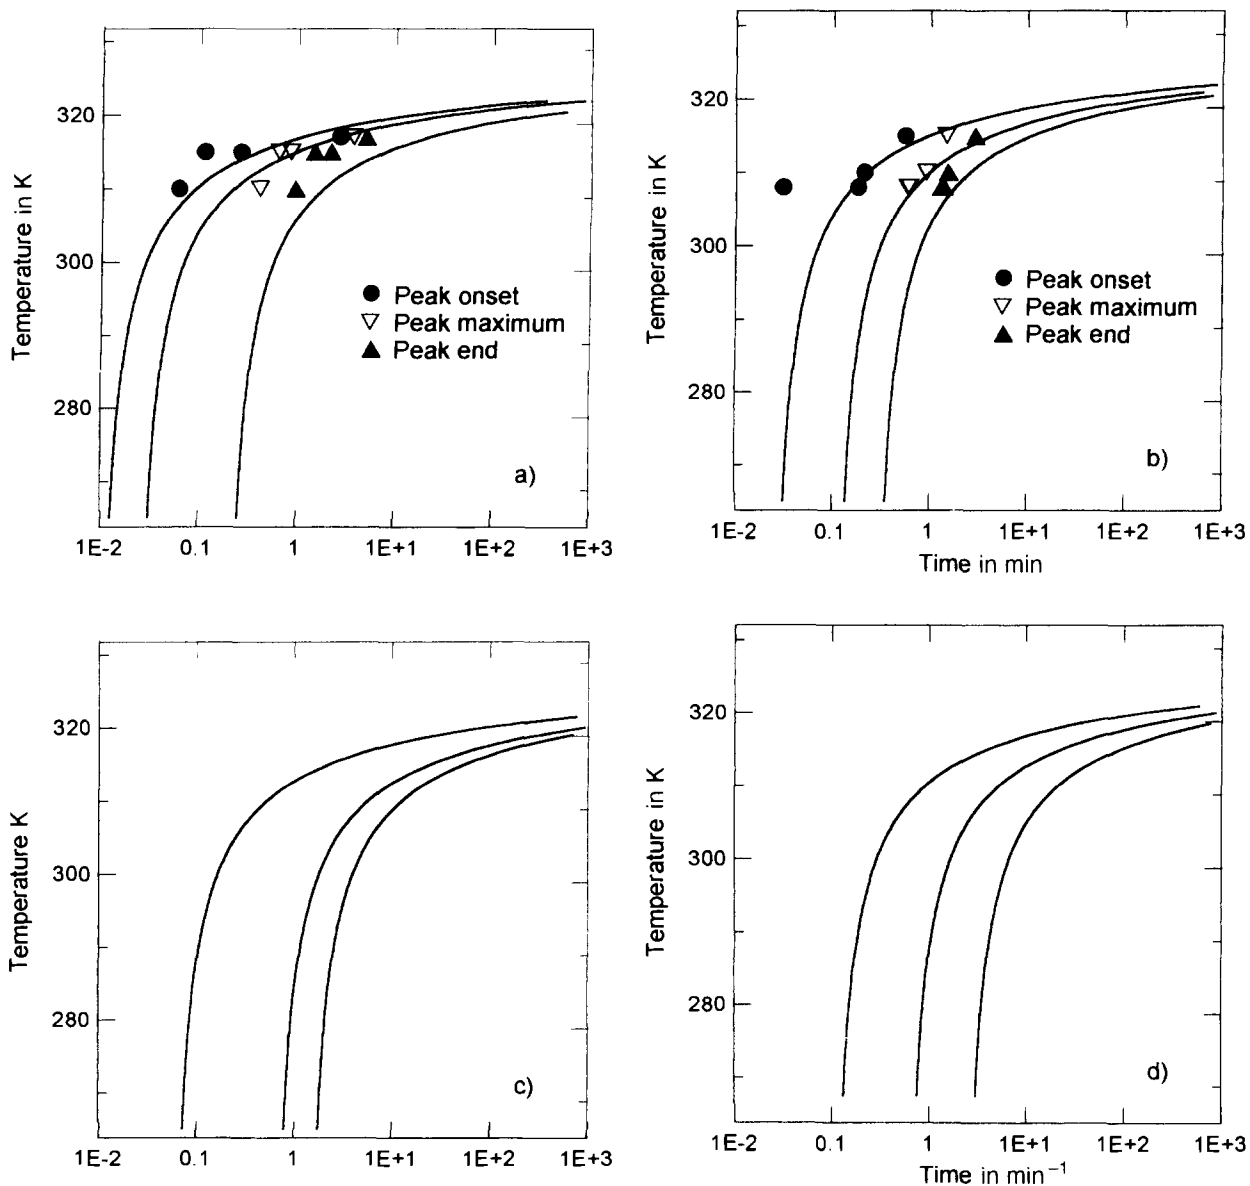 Temperature in K
320
300
280
● Peak onset
▽ Peak maximum
▲ Peak end
a)
1E-2 0.1 1 1E+1 1E+2 1E+3
Temperature in K
320
300
280
● Peak onset
▽ Peak maximum
▲ Peak end
b)
1E-2 0.1 1 1E+1 1E+2 1E+3
Time in min
Temperature K
320
300
280
c)
1E-2 0.1 1 1E+1 1E+2 1E+3
Temperature in K
320
300
280
d)
1E-2 0.1 1 1E+1 1E+2 1E+3
Time in min⁻¹